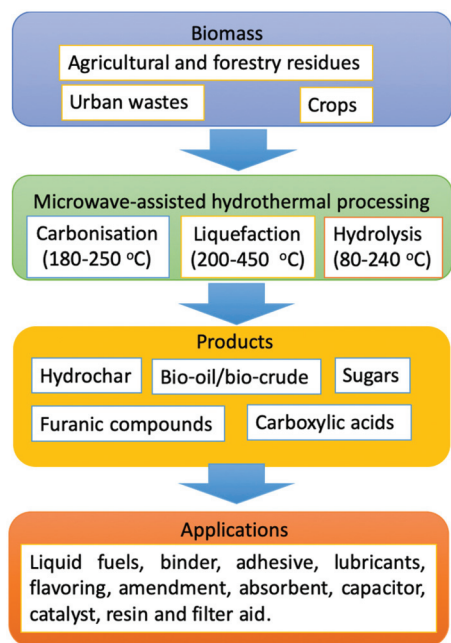 Biomass
Agricultural and forestry residues
Urban wastes
Crops
Microwave-assisted hydrothermal processing
Carbonisation
(180-250 °C)
Liquefaction
(200-450 °C)
Hydrolysis
(80-240 °C)
Products
Hydrochar
Bio-oil/bio-crude
Sugars
Furanic compounds
Carboxylic acids
Applications
Liquid fuels, binder, adhesive, lubricants,
flavoring, amendment, absorbent, capacitor,
catalyst, resin and filter aid.